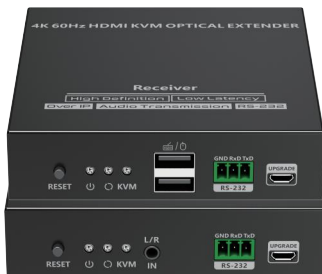 4K 60Hz HDMI KVM OPTICAL EXTENDER
Receiver
High Definition Low Latency
Over IP Audio Transmission RS-232
GND RxD TxD
UPGRADE
RESET KVM RS-232
L/R
GND RxD TxD
UPGRADE
RESET KVM IN RS-232